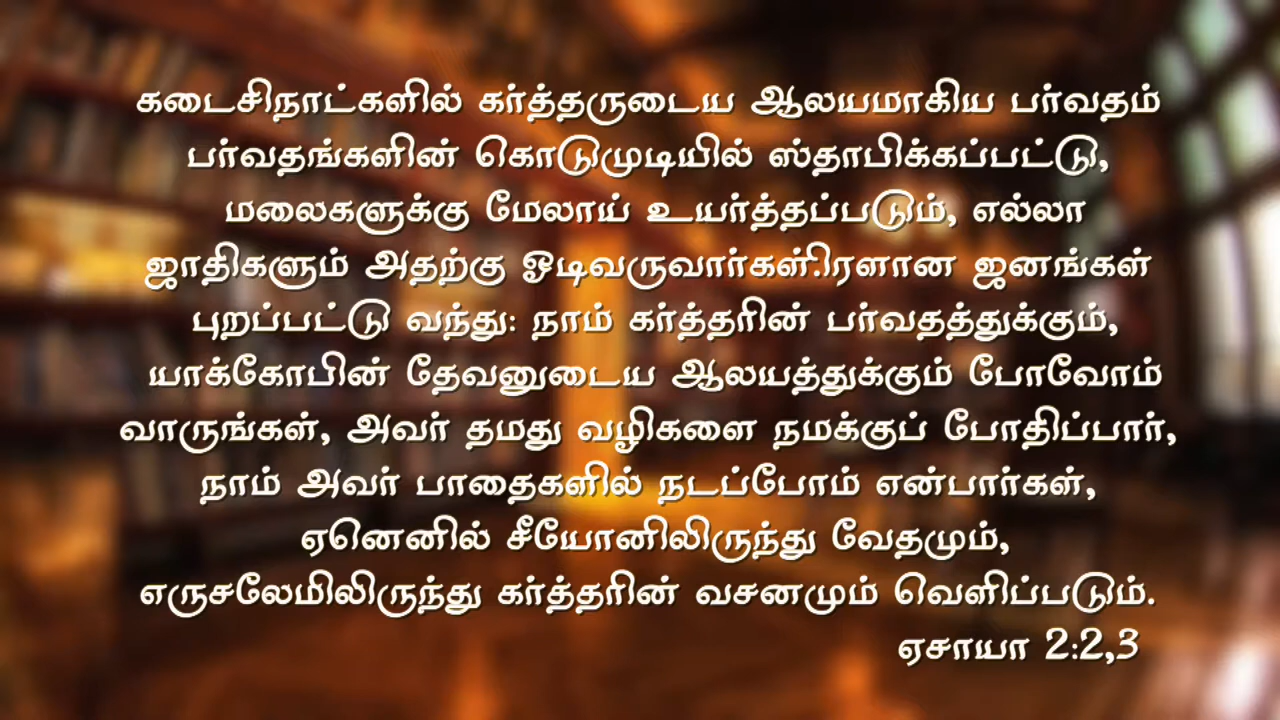 கடைசிநாட்களில் கர்த்தருடைய ஆலயமாகிய பர்வதம்
பர்வதங்களின் கொடுமுடியில் ஸ்தாபிக்கப்பட்டு,
மலைகளுக்கு மேலாய் உயர்த்தப்படும், எல்லா
ஜாதிகளும் அதற்கு ஓடிவருவார்கள்.ிரளான ஜனங்கள்
புறப்பட்டு வந்து: நாம் கர்த்தரின் பர்வதத்துக்கும்,
யாக்கோபின் தேவனுடைய ஆலயத்துக்கும் போவோம்
வாருங்கள், அவர் தமது வழிகளை நமக்குப் போதிப்பார்,
நாம் அவர் பாதைகளில் நடப்போம் என்பார்கள்,
ஏனெனில் சீயோனிலிருந்து வேதமும்,
எருசலேமிலிருந்து கர்த்தரின் வசனமும் வெளிப்படும்.
ஏசாயா 2:2,3